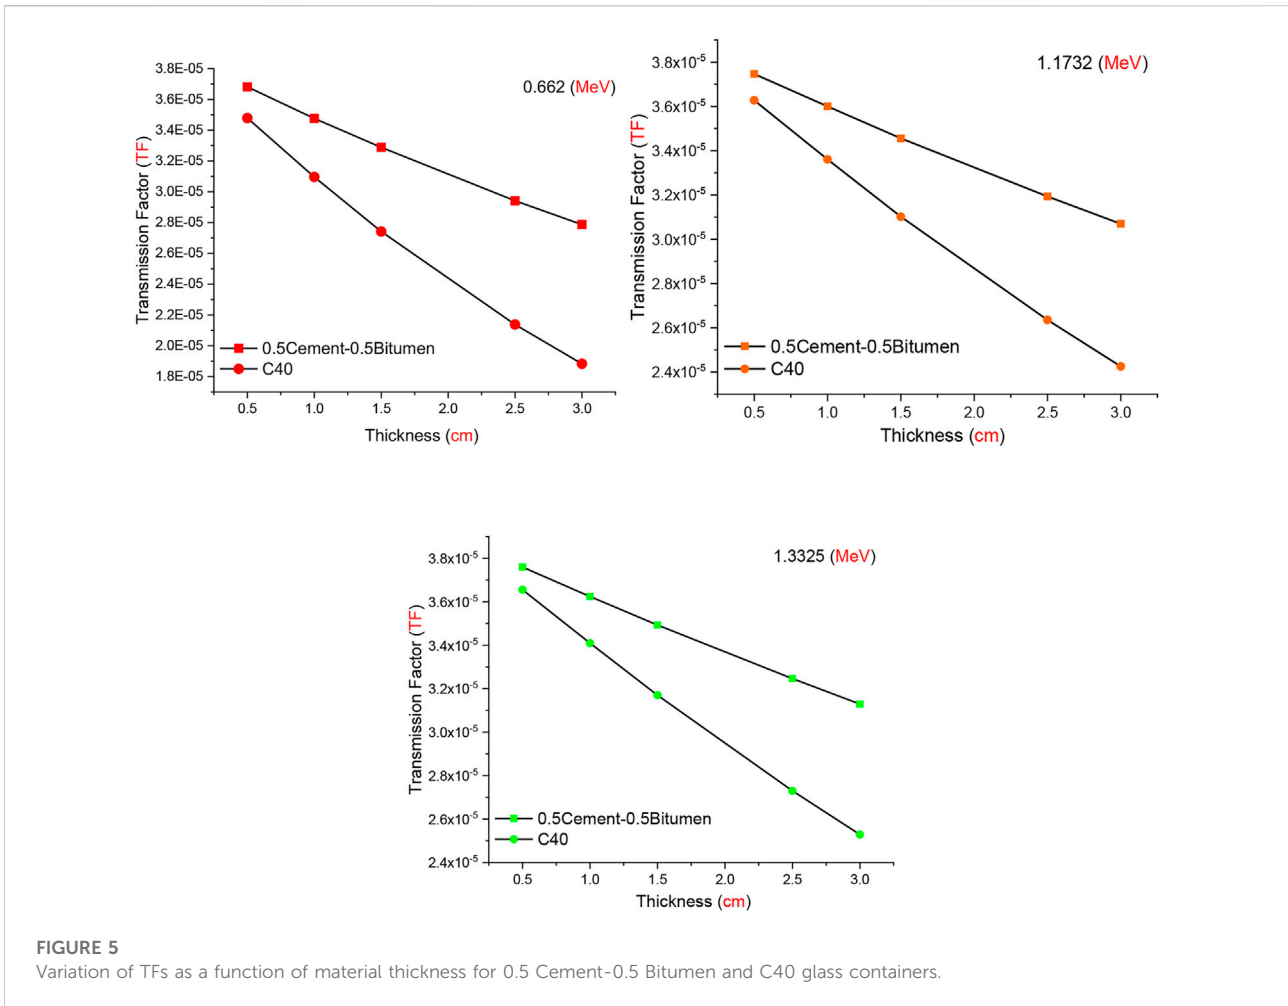 3.8E-05
3.6E-05
3.4E-05
3.2E-05
3.0E-05
2.8E-05
2.6E-05
2.4E-05
2.2E-05
2.0E-05
1.8E-05
Transmission Factor (TF)
0.662 (MeV)
0.5Cement-0.5Bitumen
C40
0.5 1.0 1.5 2.0 2.5 3.0
Thickness (cm)
3.8x10⁻⁵
3.6x10⁻⁵
3.4x10⁻⁵
3.2x10⁻⁵
3.0x10⁻⁵
2.8x10⁻⁵
2.6x10⁻⁵
2.4x10⁻⁵
Transmission Factor (TF)
1.1732 (MeV)
0.5Cement-0.5Bitumen
C40
0.5 1.0 1.5 2.0 2.5 3.0
Thickness (cm)
3.8x10⁻⁵
3.6x10⁻⁵
3.4x10⁻⁵
3.2x10⁻⁵
3.0x10⁻⁵
2.8x10⁻⁵
2.6x10⁻⁵
2.4x10⁻⁵
Transmission Factor (TF)
1.3325 (MeV)
0.5Cement-0.5Bitumen
C40
0.5 1.0 1.5 2.0 2.5 3.0
Thickness (cm)
FIGURE 5
Variation of TFs as a function of material thickness for 0.5 Cement-0.5 Bitumen and C40 glass containers.